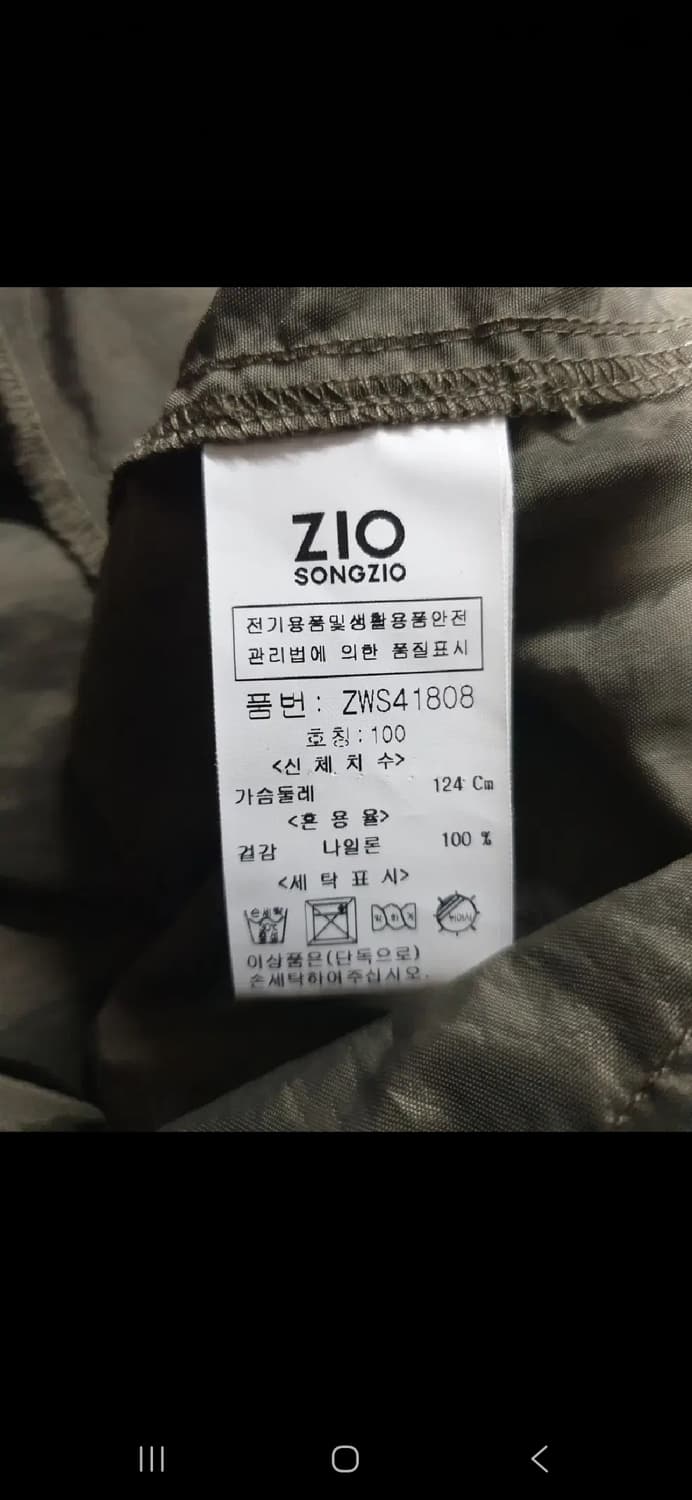 ZIO
SONGZIO
전기용품및생활용품안전
관리법에 의한 품질표시
품번: ZWS41808
호칭:100
<신 체 치 수>
가슴둘레 124 Cm
<혼 용 율>
겉감 나일론 100 %
<세 탁 표 시>
손세탁
이상품은(단독으로)
손세탁하여주십시오.